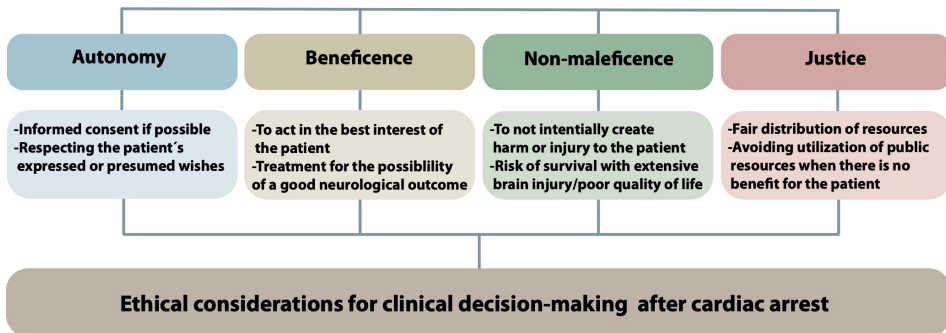 Autonomy
Beneficence
Non-maleficence
Justice
-Informed consent if possible
-Respecting the patient´s
expressed or presumed wishes
-To act in the best interest of
the patient
-Treatment for the possiblility
of a good neurological outcome
-To not intentially create
harm or injury to the patient
-Risk of survival with extensive
brain injury/poor quality of life
-Fair distribution of resources
-Avoiding utilization of public
resources when there is no
benefit for the patient
Ethical considerations for clinical decision-making after cardiac arrest